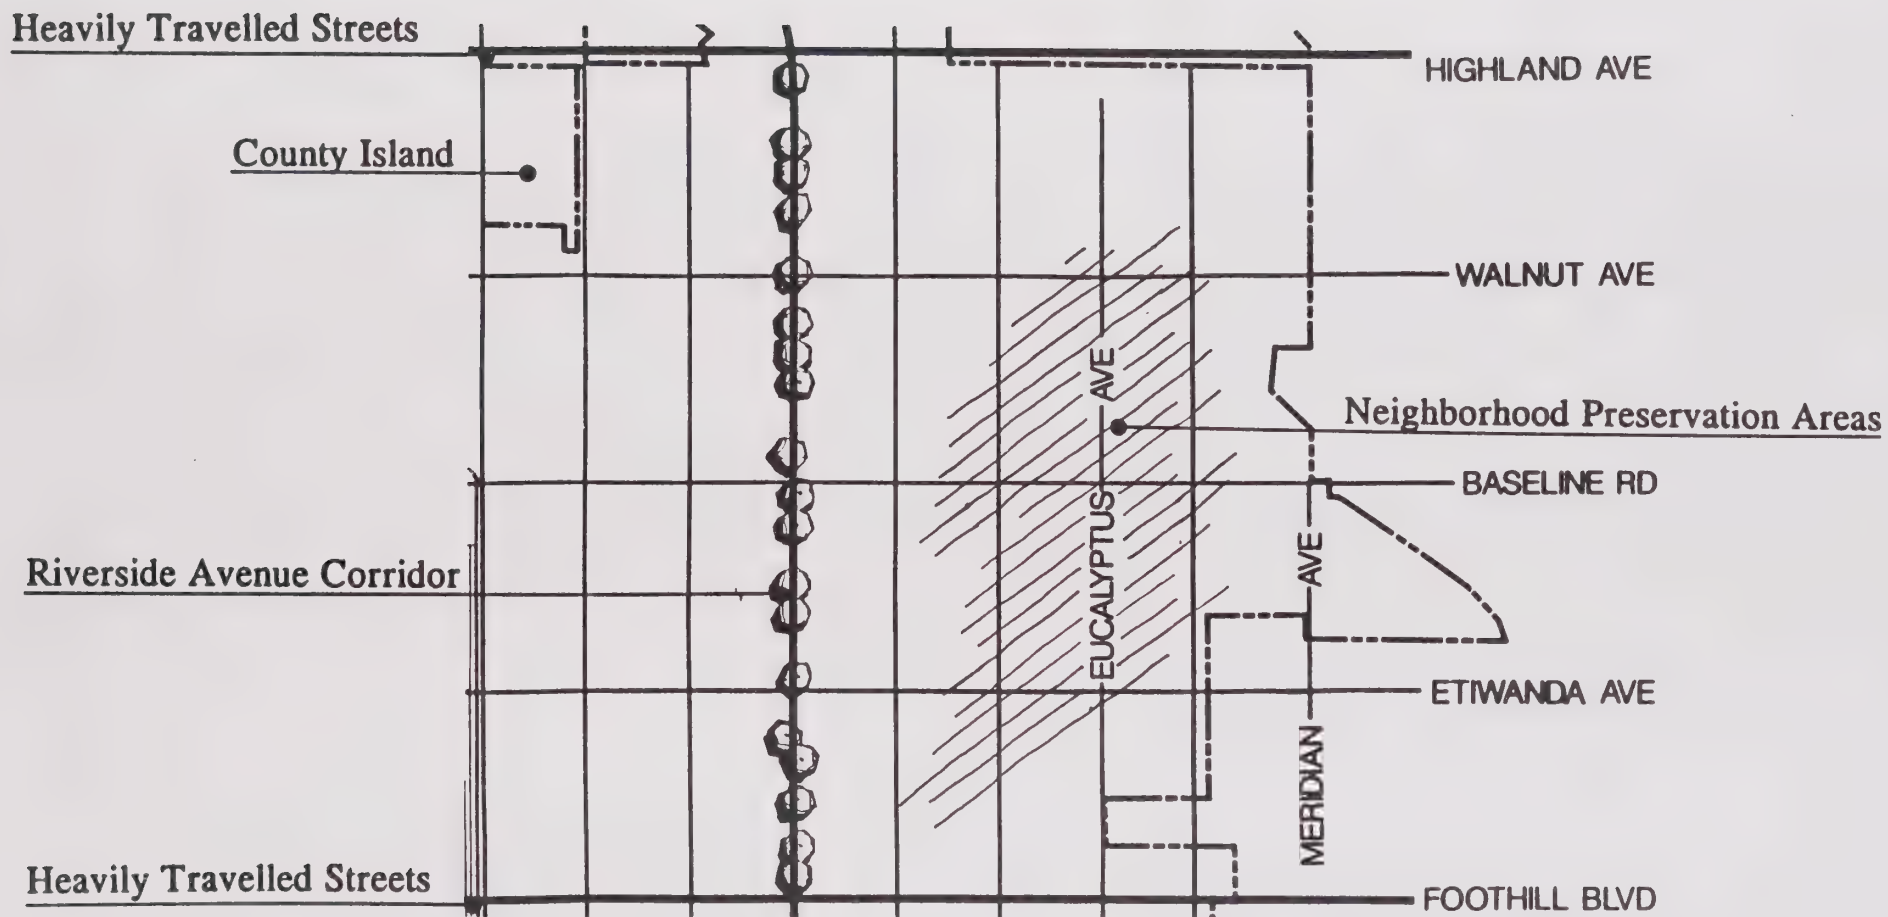 Heavily Travelled Streets
HIGHLAND AVE
County Island
WALNUT AVE
EUCALYPTUS AVE
Neighborhood Preservation Areas
BASELINE RD
Riverside Avenue Corridor
MERIDIAN AVE
ETIWANDA AVE
Heavily Travelled Streets
FOOTHILL BLVD